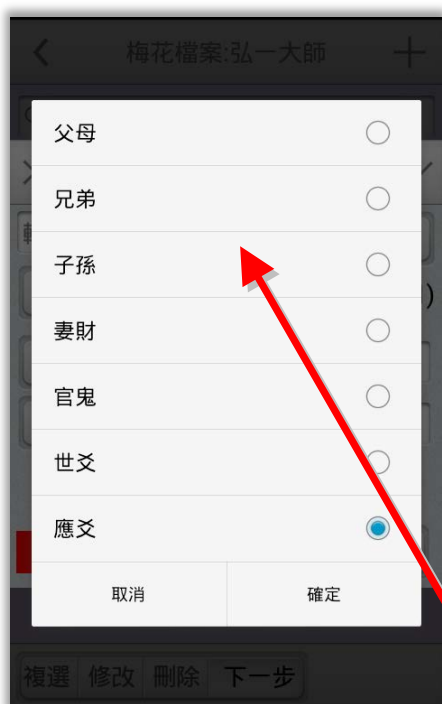 梅花檔案:弘一大師
父母
兄弟
子孫
妻財
官鬼
世爻
應爻
取消 確定
複選 修改 刪除 下一步